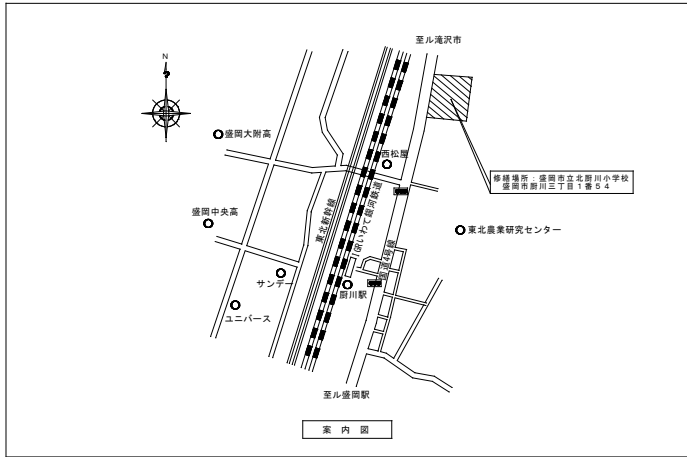 至ル滝沢市
N
盛岡大附高
西松屋
修繕場所：盛岡市立北厨川小学校
盛岡市厨川三丁目１番５４
盛岡中央高
東北新幹線
IGRいわて銀河鉄道
国道4号線
東北農業研究センター
サンデー
厨川駅
ユニバース
至ル盛岡駅
案内図